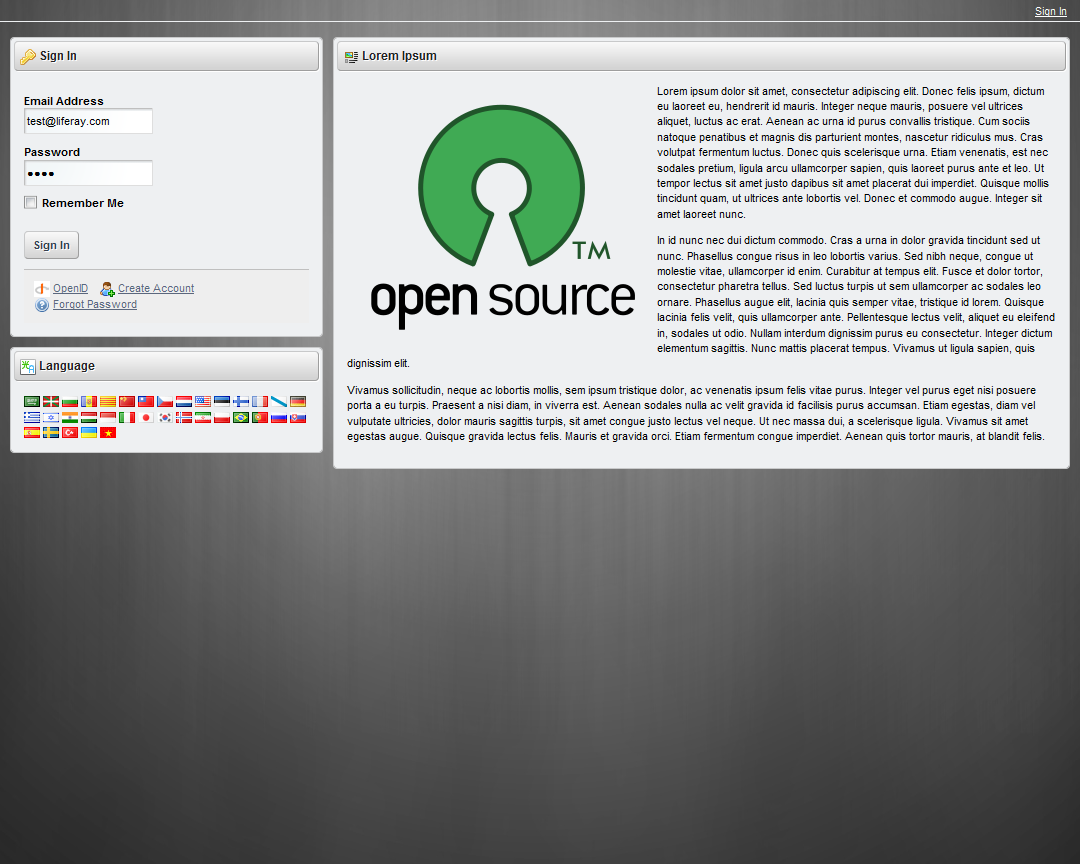 Sign In
Sign In
Email Address
test@liferay.com
Password
••••
Remember Me
Sign In
OpenID Create Account
Forgot Password
Language
Lorem Ipsum
TM
open source
Lorem ipsum dolor sit amet, consectetur adipiscing elit. Donec felis ipsum, dictum
eu laoreet eu, hendrerit id mauris. Integer neque mauris, posuere vel ultrices
aliquet, luctus ac erat. Aenean ac urna id purus convallis tristique. Cum sociis
natoque penatibus et magnis dis parturient montes, nascetur ridiculus mus. Cras
volutpat fermentum luctus. Donec quis scelerisque urna. Etiam venenatis, est nec
sodales pretium, ligula arcu ullamcorper sapien, quis laoreet purus ante et leo. Ut
tempor lectus sit amet justo dapibus sit amet placerat dui imperdiet. Quisque mollis
tincidunt quam, ut ultrices ante lobortis vel. Donec et commodo augue. Integer sit
amet laoreet nunc.
In id nunc nec dui dictum commodo. Cras a urna in dolor gravida tincidunt sed ut
nunc. Phasellus congue risus in leo lobortis varius. Sed nibh neque, congue ut
molestie vitae, ullamcorper id enim. Curabitur at tempus elit. Fusce et dolor tortor,
consectetur pharetra tellus. Sed luctus turpis ut sem ullamcorper ac sodales leo
ornare. Phasellus augue elit, lacinia quis semper vitae, tristique id lorem. Quisque
lacinia felis velit, quis ullamcorper ante. Pellentesque lectus velit, aliquet eu eleifend
in, sodales ut odio. Nullam interdum dignissim purus eu consectetur. Integer dictum
elementum sagittis. Nunc mattis placerat tempus. Vivamus ut ligula sapien, quis
dignissim elit.
Vivamus sollicitudin, neque ac lobortis mollis, sem ipsum tristique dolor, ac venenatis ipsum felis vitae purus. Integer vel purus eget nisi posuere
porta a eu turpis. Praesent a nisi diam, in viverra est. Aenean sodales nulla ac velit gravida id facilisis purus accumsan. Etiam egestas, diam vel
vulputate ultricies, dolor mauris sagittis turpis, sit amet congue justo lectus vel neque. Ut nec massa dui, a scelerisque ligula. Vivamus sit amet
egestas augue. Quisque gravida lectus felis. Mauris et gravida orci. Etiam fermentum congue imperdiet. Aenean quis tortor mauris, at blandit felis.